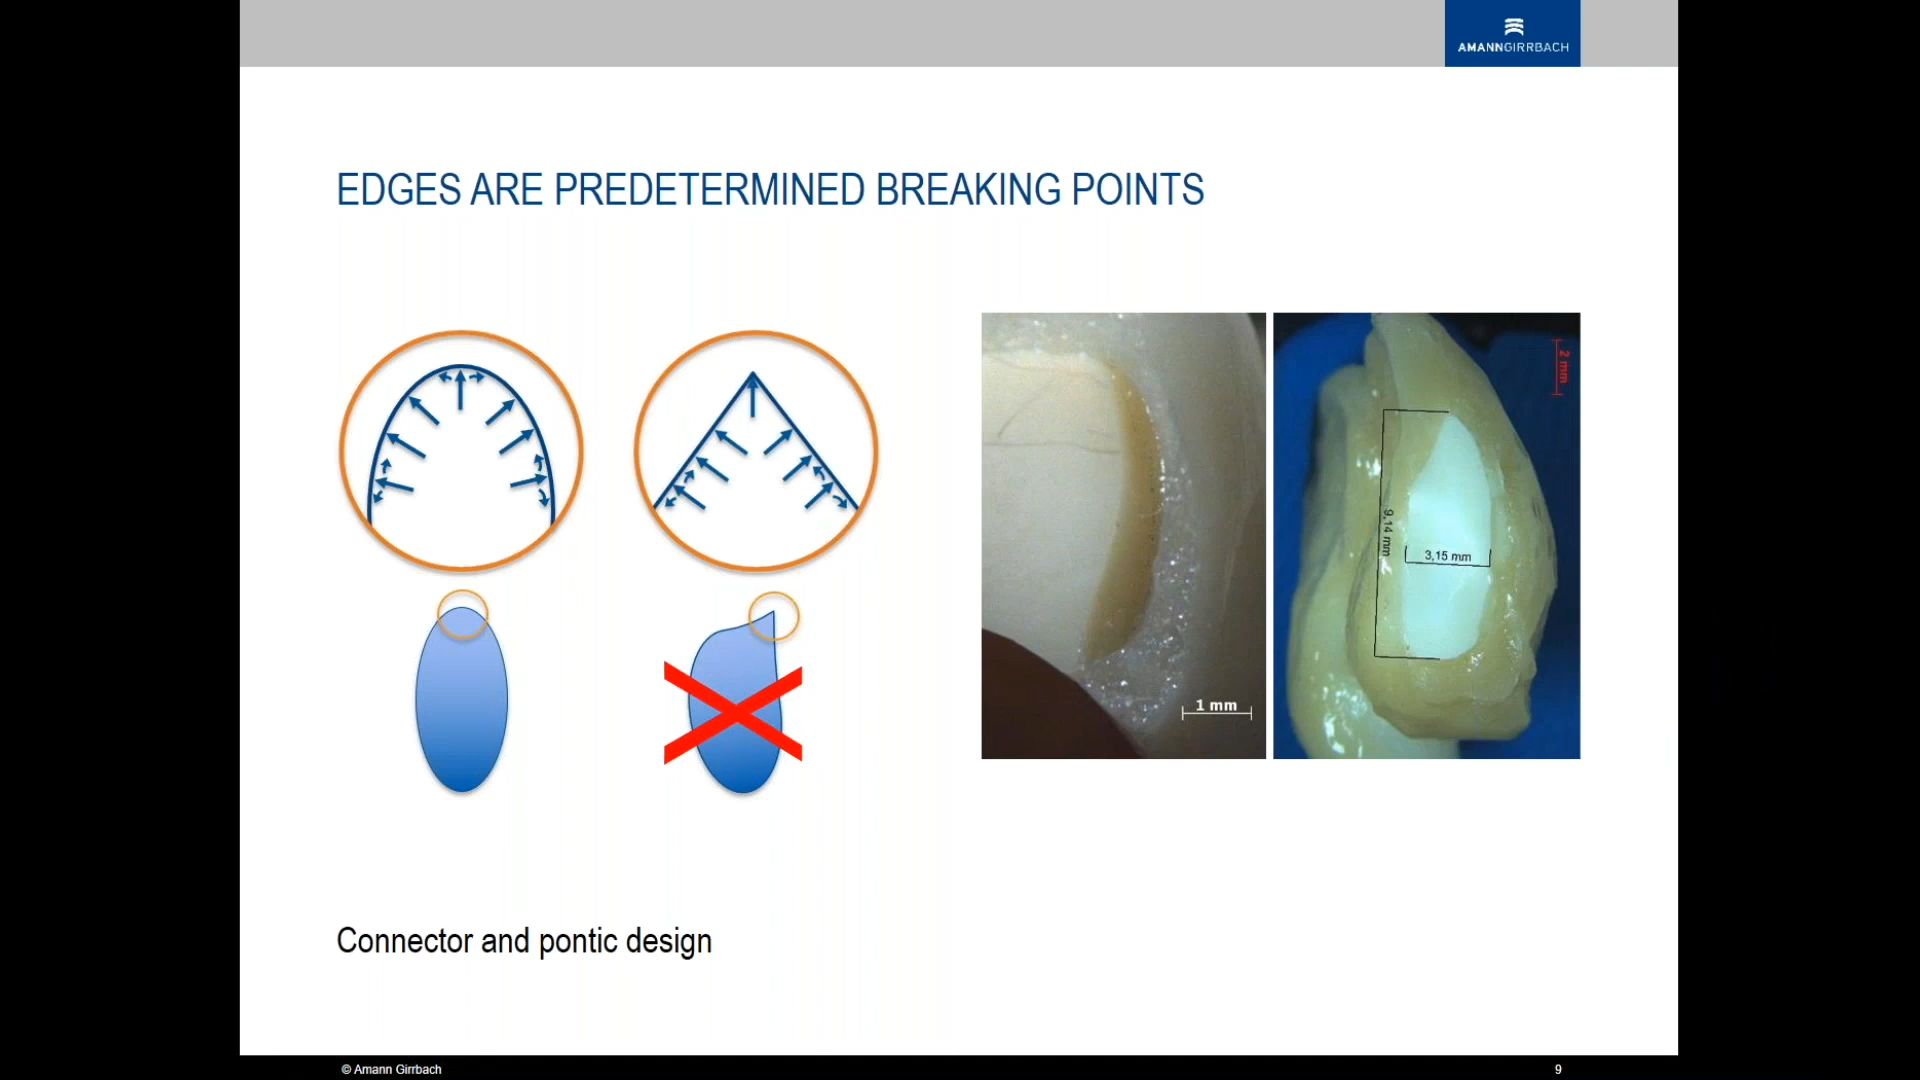 AMANNGIRRBACH
EDGES ARE PREDETERMINED BREAKING POINTS
2 mm
9,14 mm
3,15 mm
1 mm
Connector and pontic design
© Amann Girrbach
9